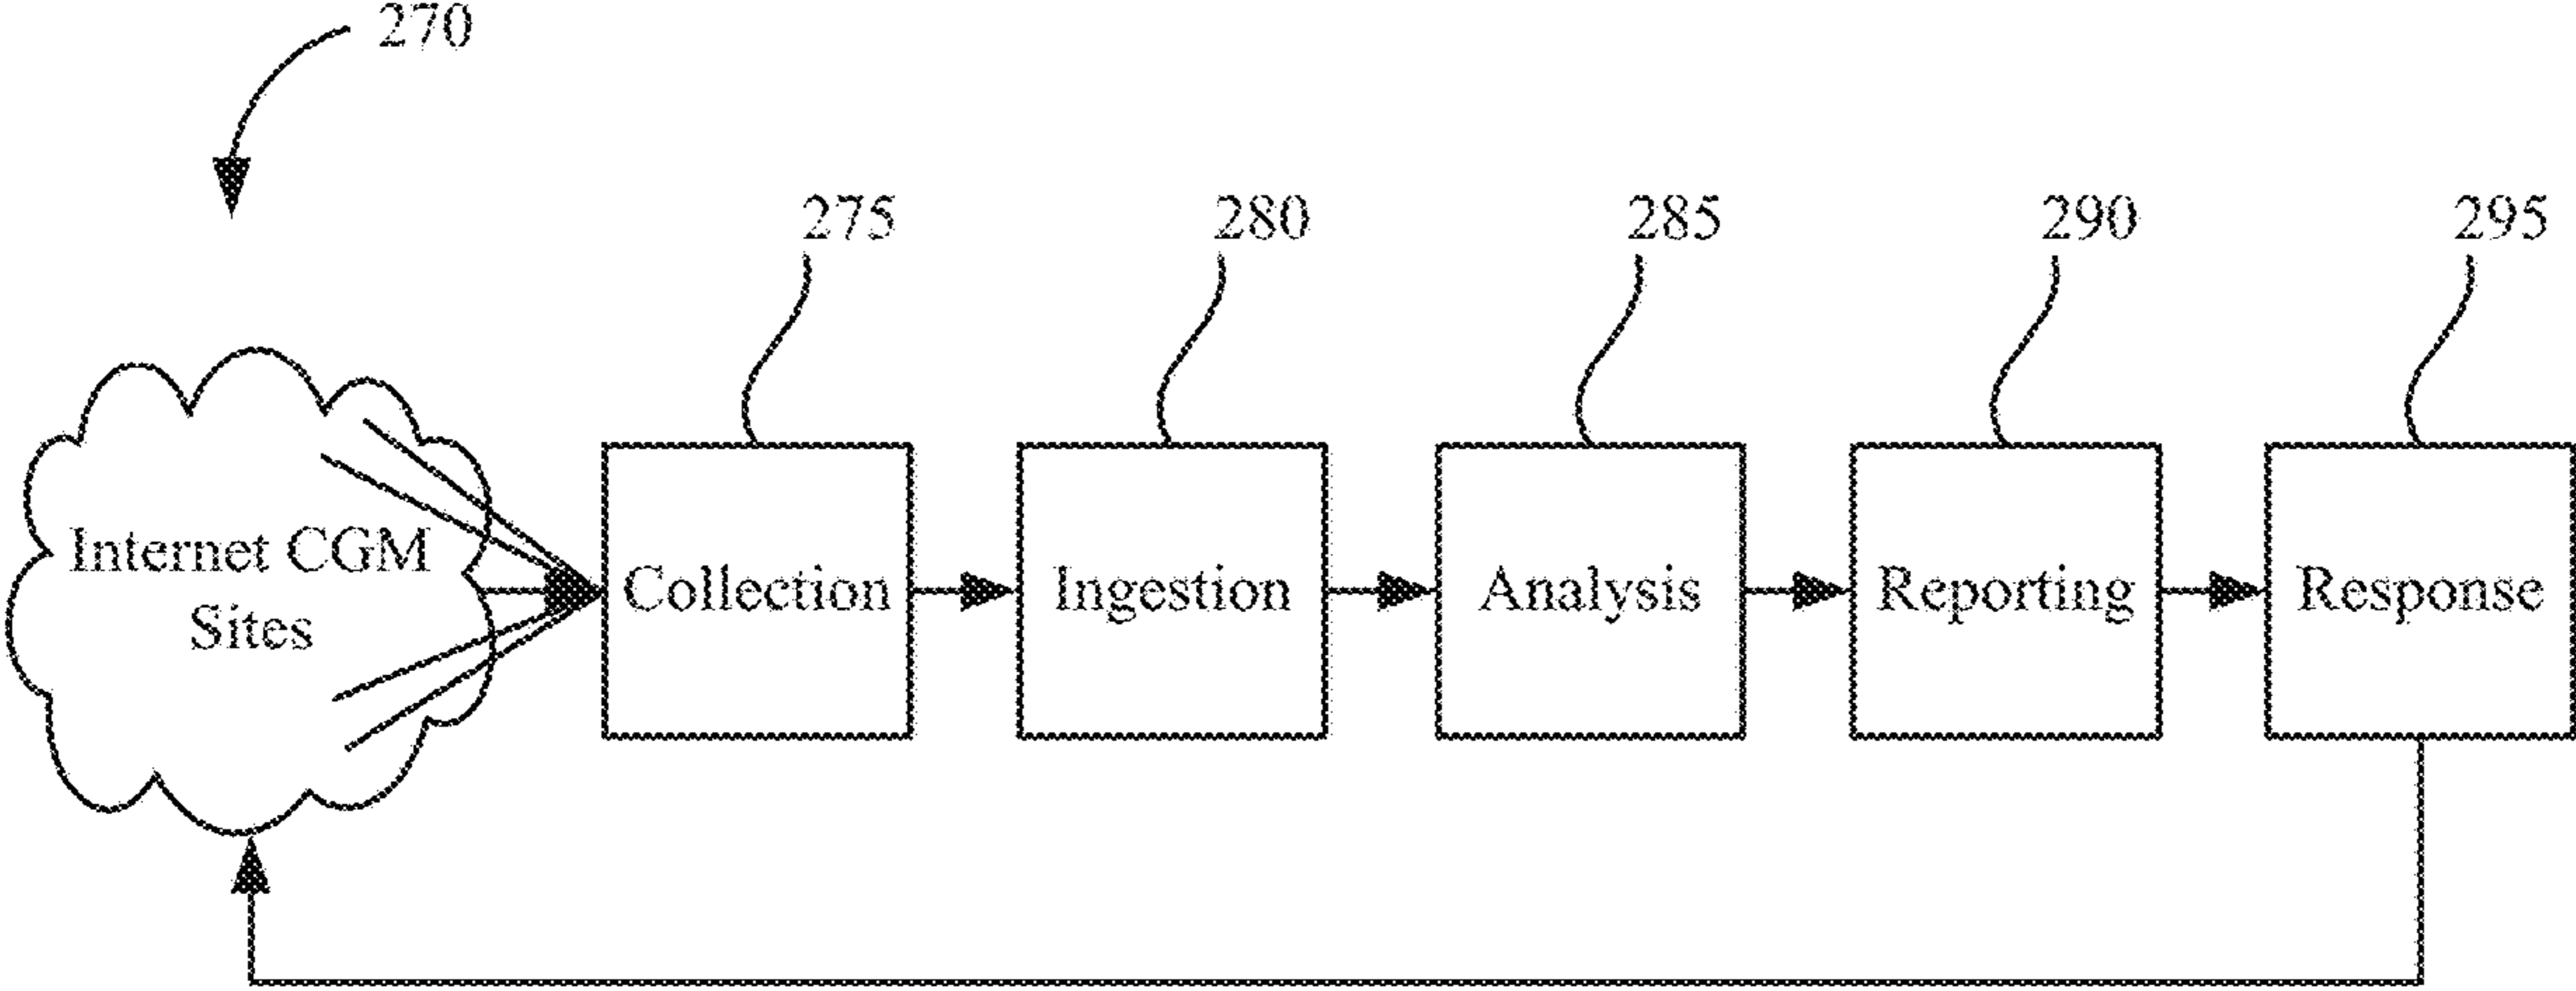 270
275
280
285
290
295
Internet CGM
Sites
Collection
Ingestion
Analysis
Reporting
Response